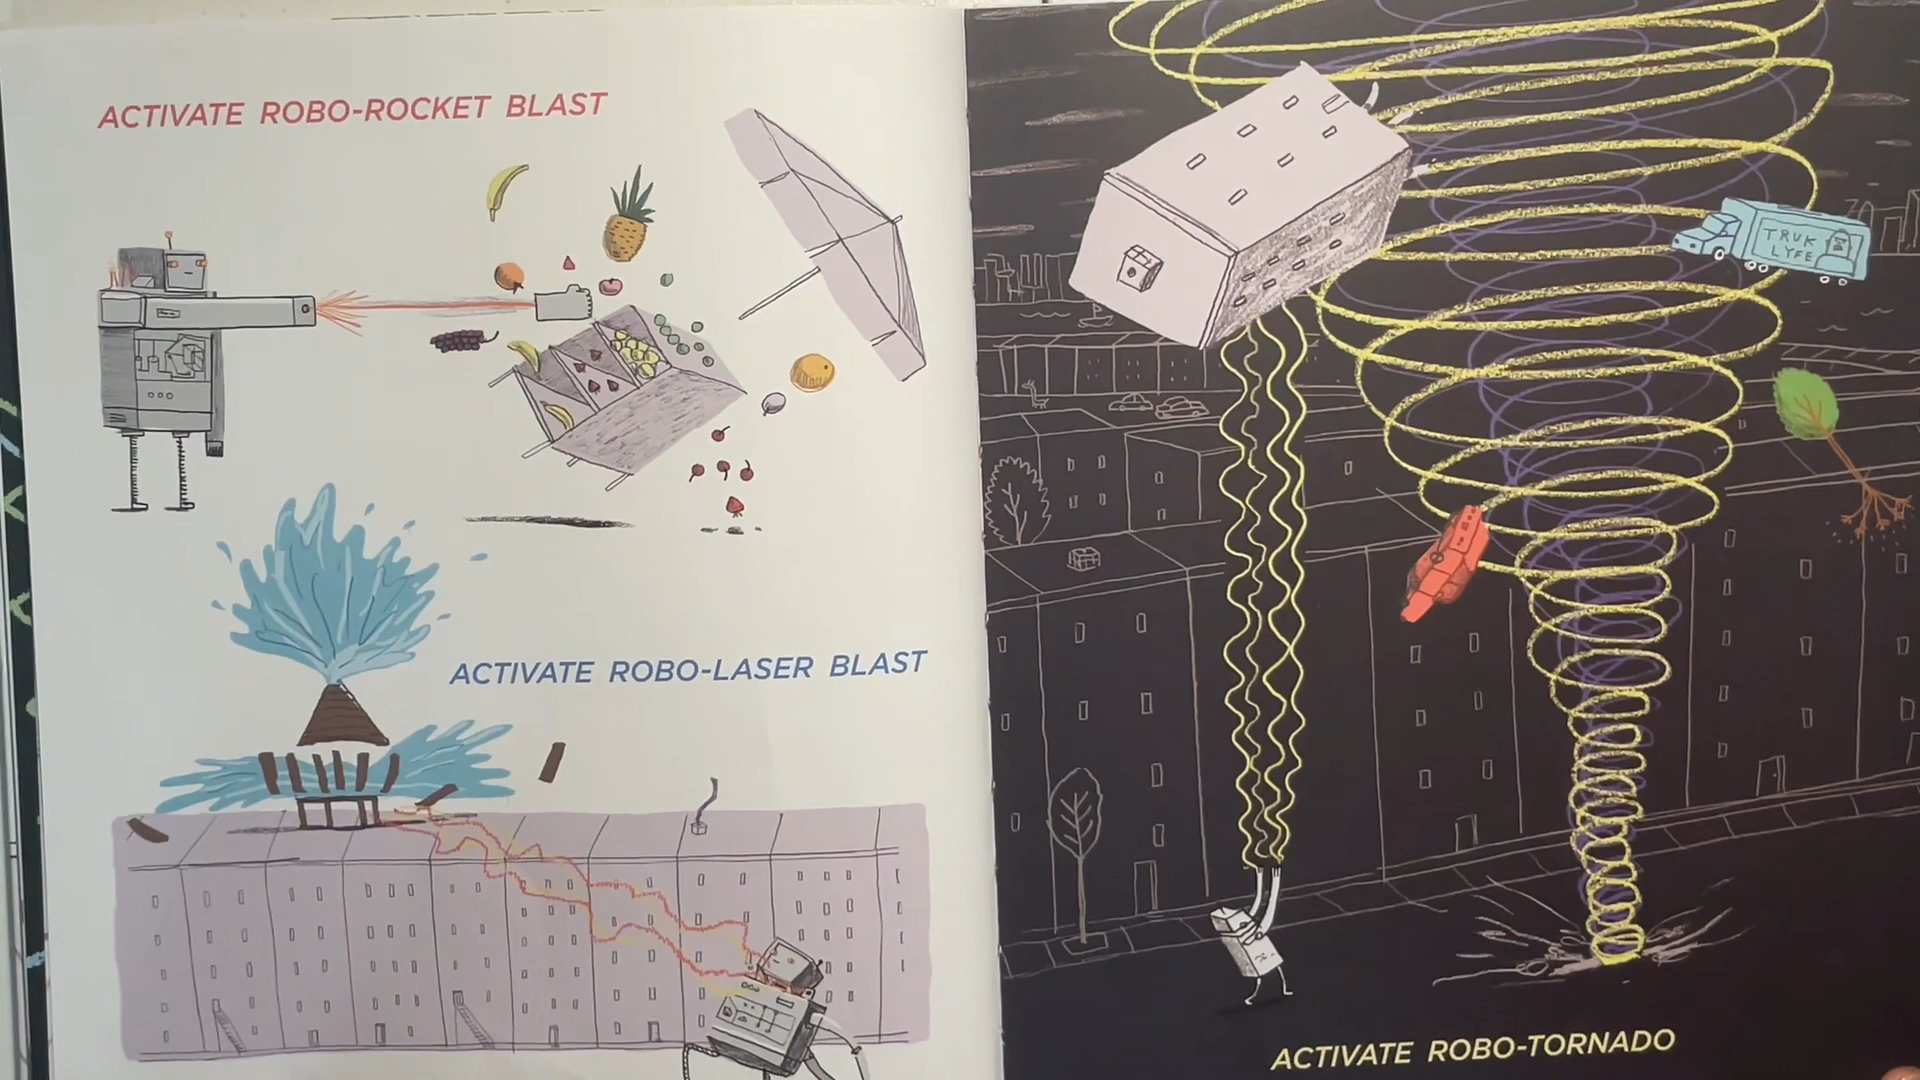 ACTIVATE ROBO-ROCKET BLAST
ACTIVATE ROBO-LASER BLAST
TRUK
LYFE
ACTIVATE ROBO-TORNADO